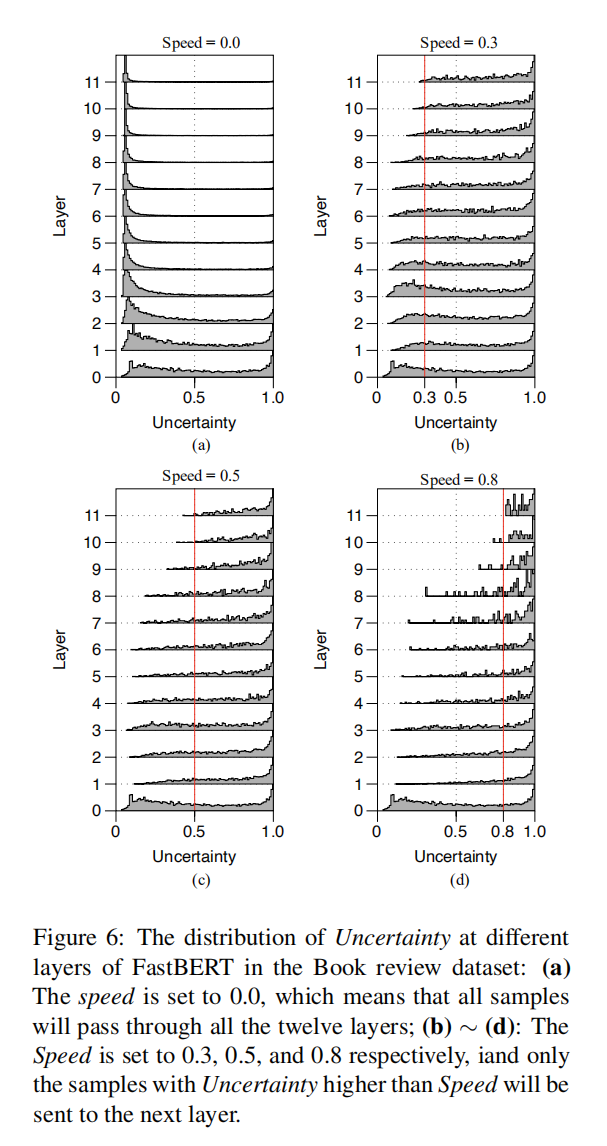 Speed = 0.0
Speed = 0.3
11
10
9
8
7
6
5
4
3
2
1
0
Layer
0
0.5
1.0
Uncertainty
(a)
11
10
9
8
7
6
5
4
3
2
1
0
Layer
0
0.3
0.5
1.0
Uncertainty
(b)
Speed = 0.5
Speed = 0.8
11
10
9
8
7
6
5
4
3
2
1
0
Layer
0
0.5
1.0
Uncertainty
(c)
11
10
9
8
7
6
5
4
3
2
1
0
Layer
0
0.5
0.8
1.0
Uncertainty
(d)
Figure 6: The distribution of Uncertainty at different
layers of FastBERT in the Book review dataset: (a)
The speed is set to 0.0, which means that all samples
will pass through all the twelve layers; (b) ∼ (d): The
Speed is set to 0.3, 0.5, and 0.8 respectively, iand only
the samples with Uncertainty higher than Speed will be
sent to the next layer.